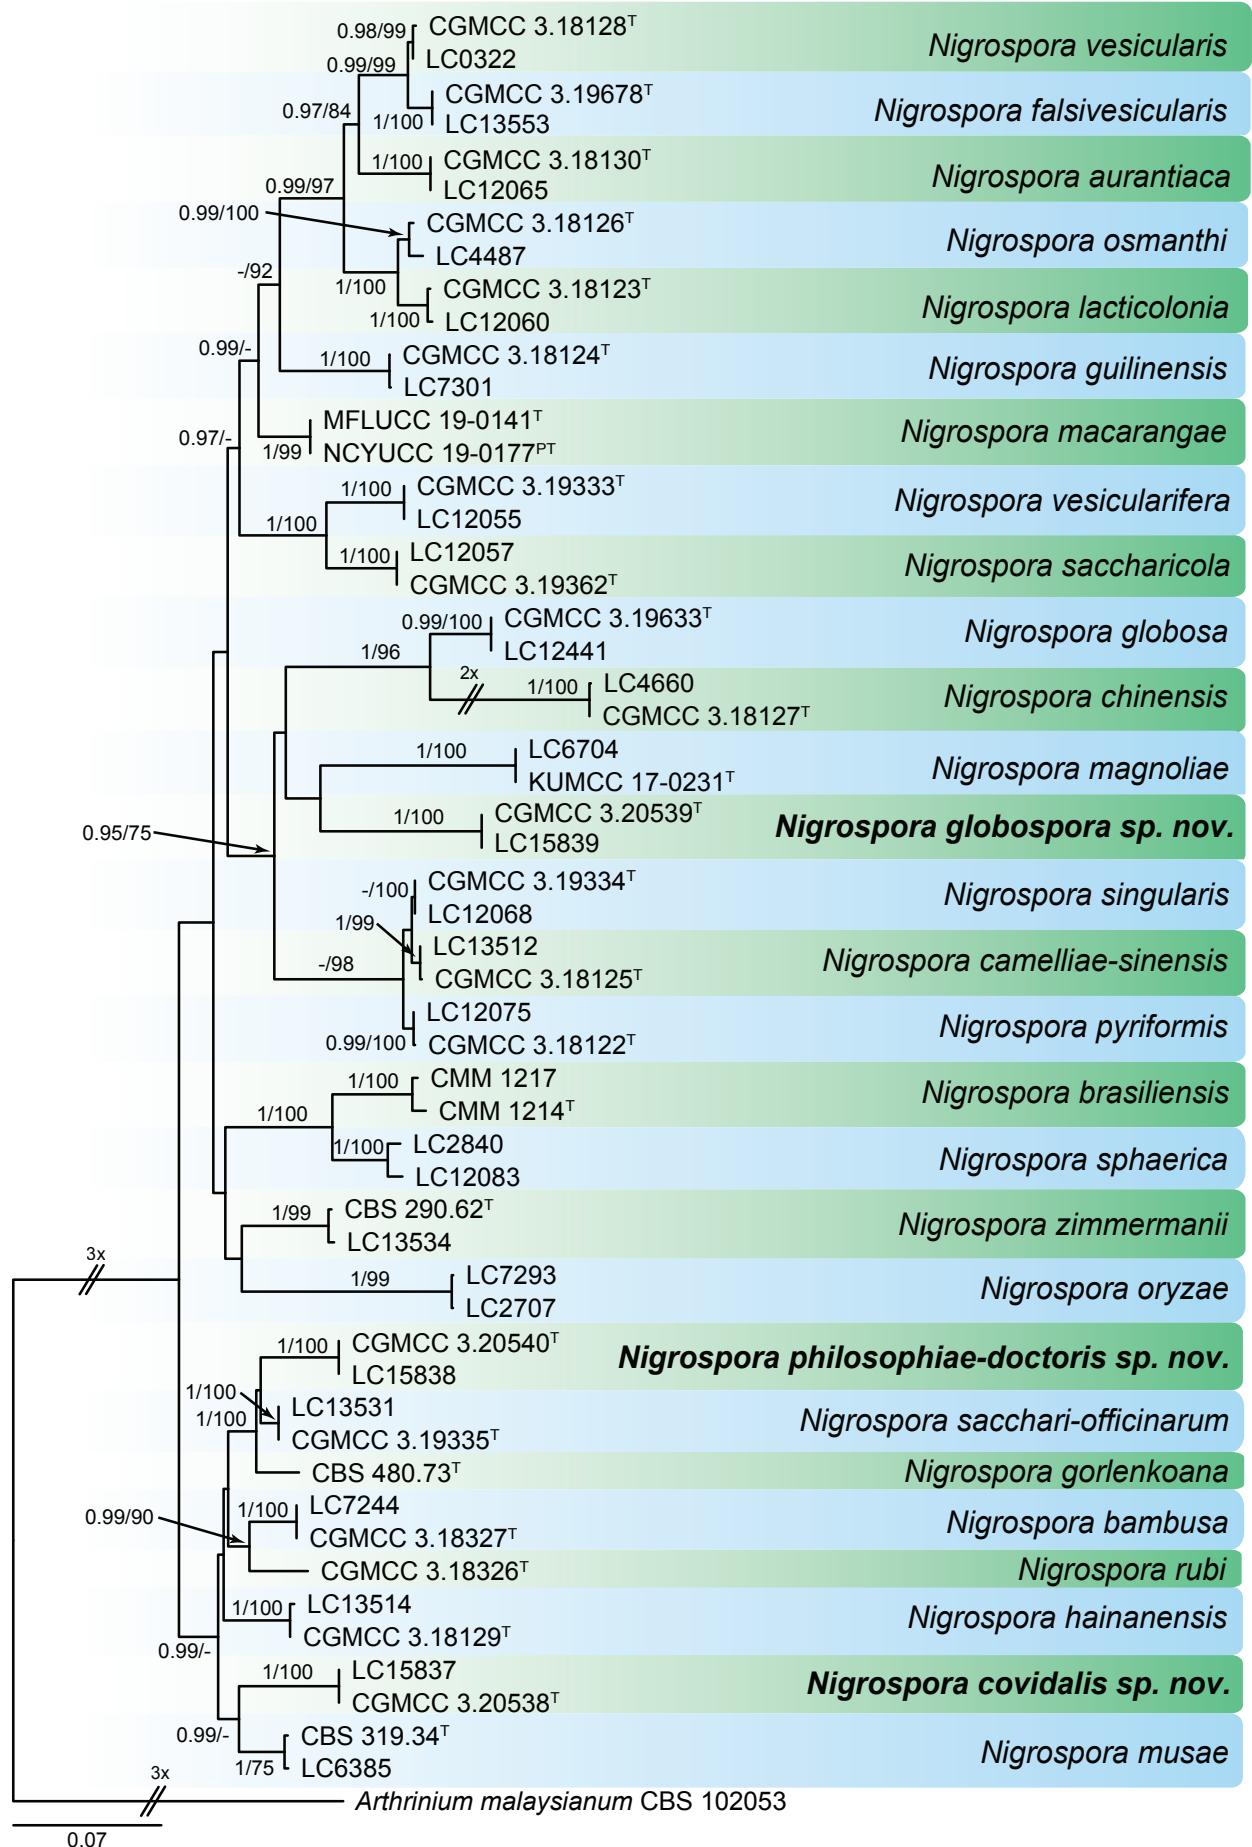 0.98/99
CGMCC 3.18128ᵀ
LC0322
Nigrospora vesicularis
0.99/99
CGMCC 3.19678ᵀ
LC13553
1/100
Nigrospora falsivesicularis
0.97/84
CGMCC 3.18130ᵀ
LC12065
1/100
Nigrospora aurantiaca
0.99/97
0.99/100
CGMCC 3.18126ᵀ
LC4487
Nigrospora osmanthi
1/100
CGMCC 3.18123ᵀ
LC12060
1/100
Nigrospora lacticolonia
-/92
1/100
CGMCC 3.18124ᵀ
LC7301
Nigrospora guilinensis
0.99/-
MFLUCC 19-0141ᵀ
NCYUCC 19-0177ᴾᵀ
1/99
Nigrospora macarangae
0.97/-
1/100
CGMCC 3.19333ᵀ
LC12055
Nigrospora vesicularifera
1/100
1/100
LC12057
CGMCC 3.19362ᵀ
Nigrospora saccharicola
0.99/100
CGMCC 3.19633ᵀ
LC12441
Nigrospora globosa
1/96
2x
1/100
LC4660
CGMCC 3.18127ᵀ
Nigrospora chinensis
1/100
LC6704
KUMCC 17-0231ᵀ
Nigrospora magnoliae
1/100
CGMCC 3.20539ᵀ
LC15839
Nigrospora globospora sp. nov.
0.95/75
-/100
CGMCC 3.19334ᵀ
LC12068
Nigrospora singularis
1/99
LC13512
CGMCC 3.18125ᵀ
Nigrospora camelliae-sinensis
-/98
LC12075
CGMCC 3.18122ᵀ
0.99/100
Nigrospora pyriformis
1/100
CMM 1217
CMM 1214ᵀ
Nigrospora brasiliensis
1/100
1/100
LC2840
LC12083
Nigrospora sphaerica
1/99
CBS 290.62ᵀ
LC13534
Nigrospora zimmermanii
3x
1/99
LC7293
LC2707
Nigrospora oryzae
1/100
CGMCC 3.20540ᵀ
LC15838
Nigrospora philosophiae-doctoris sp. nov.
1/100
LC13531
CGMCC 3.19335ᵀ
Nigrospora sacchari-officinarum
1/100
CBS 480.73ᵀ
Nigrospora gorlenkoana
1/100
LC7244
CGMCC 3.18327ᵀ
Nigrospora bambusa
0.99/90
CGMCC 3.18326ᵀ
Nigrospora rubi
1/100
LC13514
CGMCC 3.18129ᵀ
Nigrospora hainanensis
0.99/-
1/100
LC15837
CGMCC 3.20538ᵀ
Nigrospora covidalis sp. nov.
0.99/-
CBS 319.34ᵀ
LC6385
1/75
Nigrospora musae
3x
Arthrinium malaysianum CBS 102053
0.07